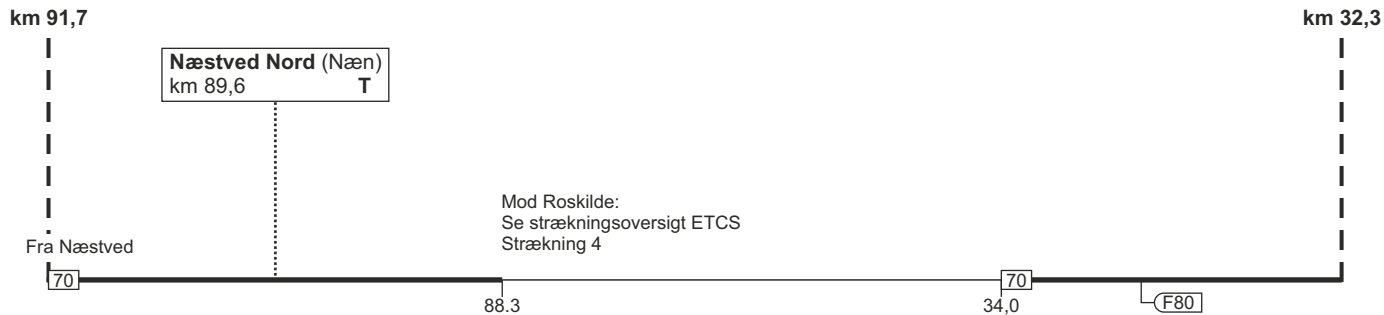 km 91,7
km 32,3
Næstved Nord (Næn)
km 89,6 T
Mod Roskilde:
Se strækningsoversigt ETCS
Strækning 4
Fra Næstved
70
70
88.3
34,0
F80